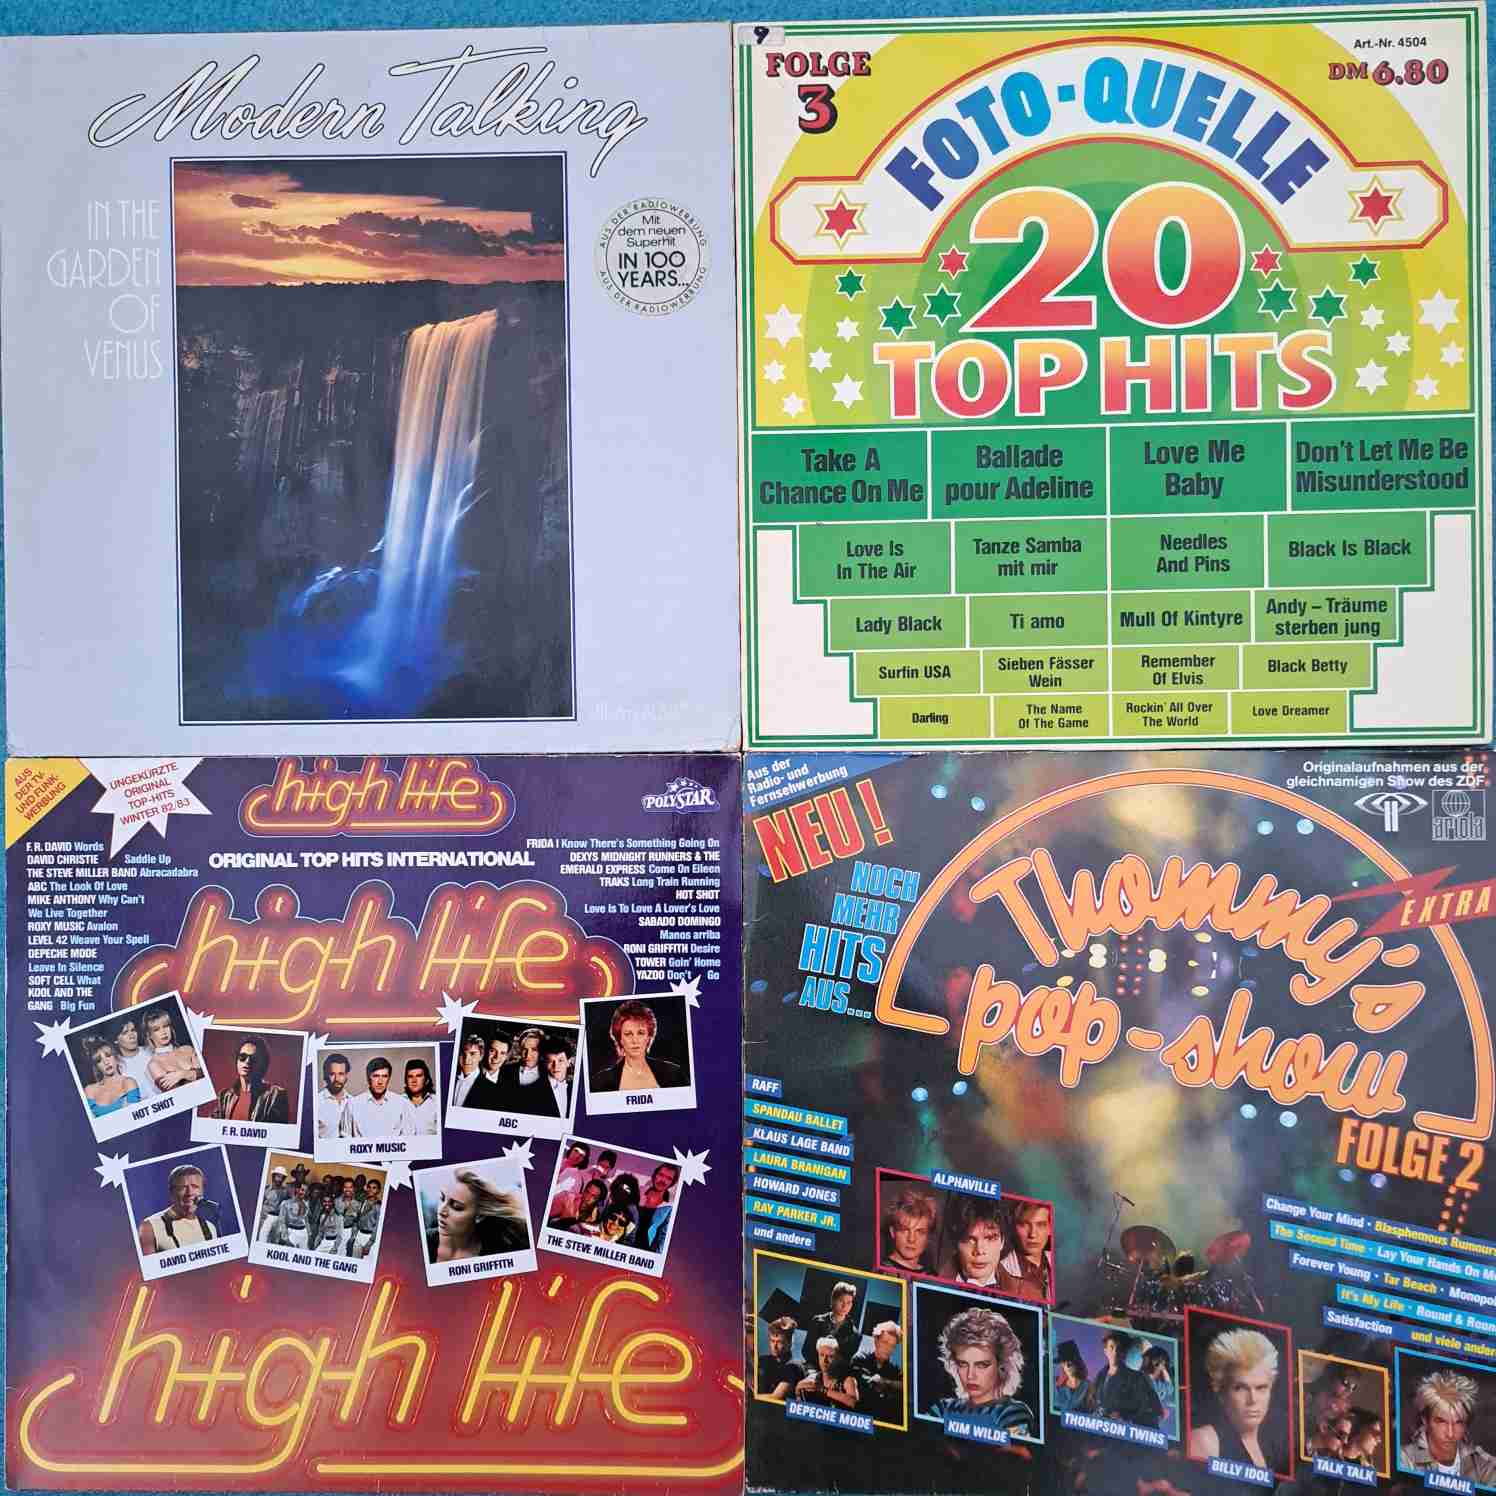 Modern Talking
IN THE
GARDEN
OF
VENUS
AUS DER RADIOWERBUNG
Mit
dem neuen
Superhit
IN 100
YEARS...
AUS DER RADIOWERBUNG
9
FOLGE
3
Art.-Nr. 4504
DM 6.80
FOTO-QUELLE
20
TOP HITS
Take A
Chance On Me
Ballade
pour Adeline
Love Me
Baby
Don't Let Me Be
Misunderstood
Love Is
In The Air
Tanze Samba
mit mir
Needles
And Pins
Black Is Black
Lady Black
Ti amo
Mull Of Kintyre
Andy – Träume
sterben jung
Surfin USA
Sieben Fässer
Wein
Remember
Of Elvis
Black Betty
Darling
The Name
Of The Game
Rockin' All Over
The World
Love Dreamer
AUS
DER TV-
UND FUNK-
WERBUNG
UNGEKÜRZTE
ORIGINAL
TOP-HITS
WINTER 82/83
high life
POLYSTAR
ORIGINAL TOP HITS INTERNATIONAL
F. R. DAVID Words
DAVID CHRISTIE Saddle Up
THE STEVE MILLER BAND Abracadabra
ABC The Look Of Love
MIKE ANTHONY Why Can't
We Live Together
ROXY MUSIC Avalon
LEVEL 42 Weave Your Spell
DEPECHE MODE
Leave In Silence
SOFT CELL What
KOOL AND THE
GANG Big Fun
FRIDA I Know There's Something Going On
DEXYS MIDNIGHT RUNNERS & THE
EMERALD EXPRESS Come On Eileen
TRAKS Long Train Running
HOT SHOT
Love Is To Love A Lover's Love
SABADO DOMINGO
Manos arriba
RONI GRIFFITH Desire
TOWER Goin' Home
YAZOO Don't Go
high life
HOT SHOT
F. R. DAVID
ROXY MUSIC
ABC
FRIDA
DAVID CHRISTIE
KOOL AND THE GANG
RONI GRIFFITH
THE STEVE MILLER BAND
high life
Aus der
Radio- und
Fernsehwerbung
NEU!
NOCH
MEHR
HITS
AUS...
Originalaufnahmen aus der
gleichnamigen Show des ZDF
ariola
Thommy's
EXTRA
pop-show
FOLGE 2
RAFF
SPANDAU BALLET
KLAUS LAGE BAND
LAURA BRANIGAN
HOWARD JONES
RAY PARKER JR.
und andere
ALPHAVILLE
Change Your Mind · Blasphemous Rumours
The Second Time · Lay Your Hands On Me
Forever Young · Tar Beach · Monopol
It's My Life · Round & Roun
Satisfaction und viele ander
DEPECHE MODE
KIM WILDE
THOMPSON TWINS
BILLY IDOL
TALK TALK
LIMAHL